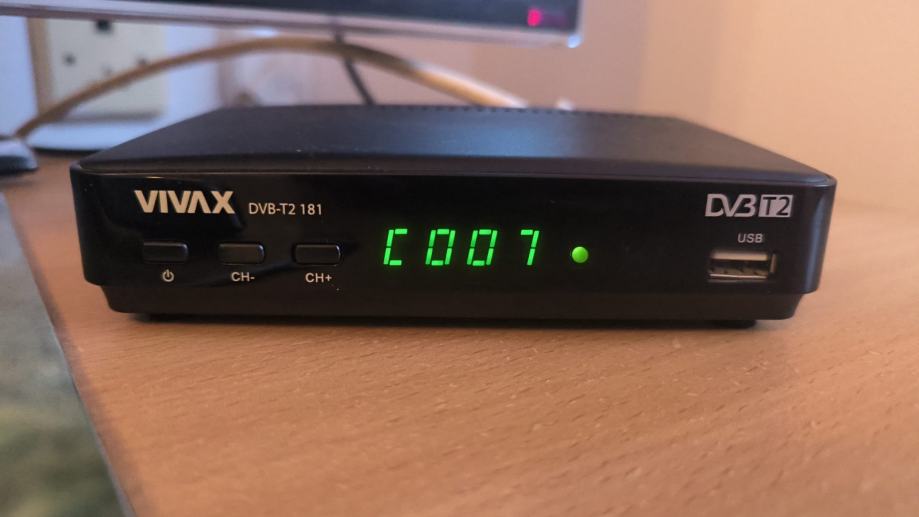 VIVAX DVB-T2 181
CH-
CH+
C007
DVB T2
USB